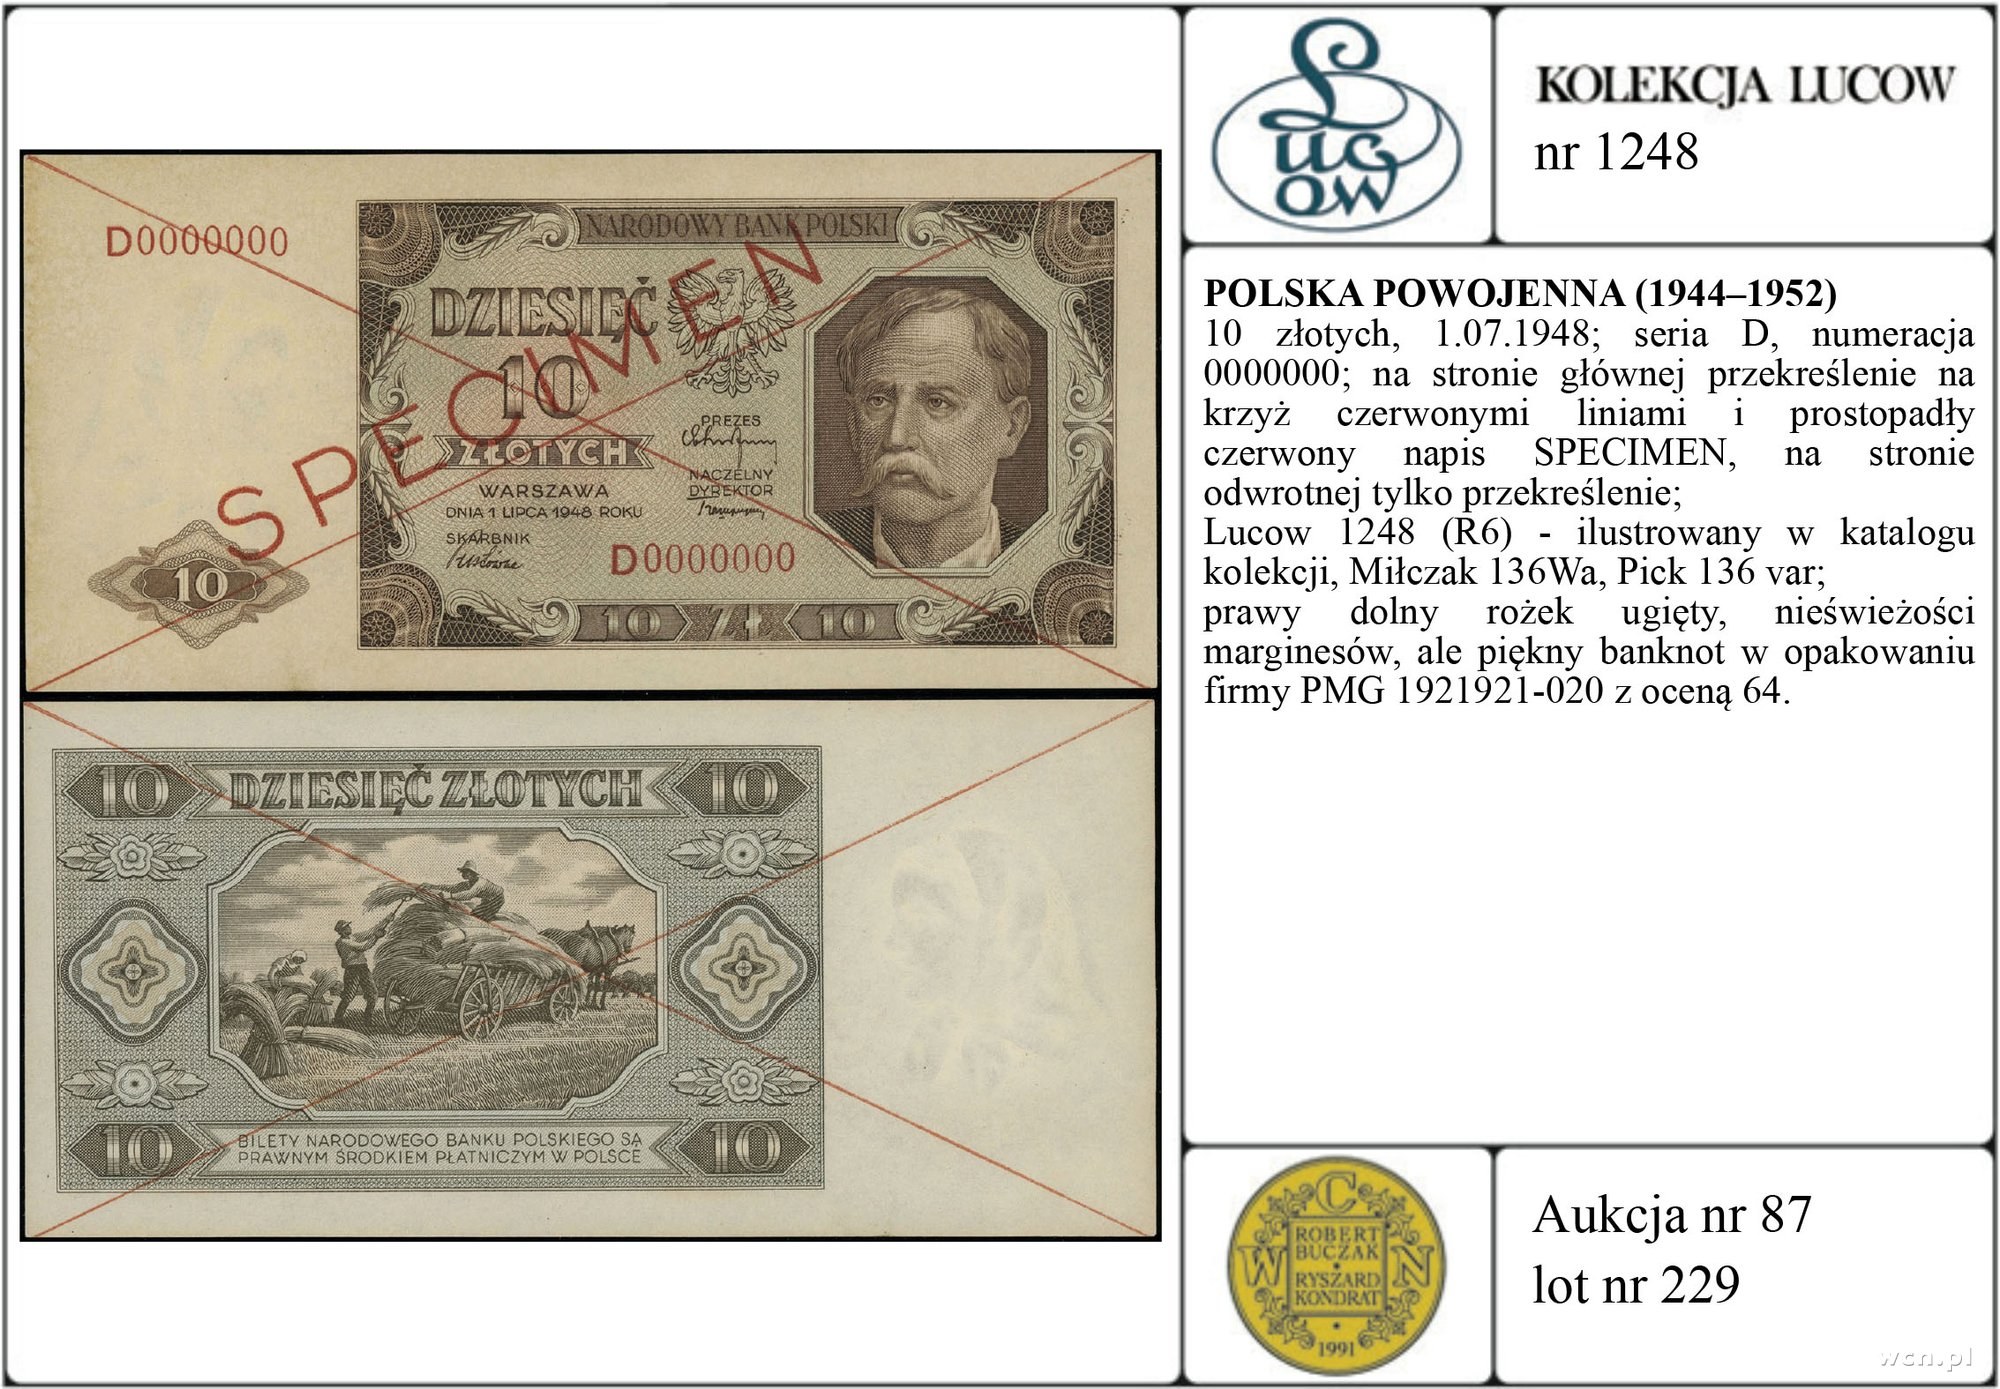 D0000000
NARODOWY BANK POLSKI
DZIESIĘĆ
10
ZŁOTYCH
SPECIMEN
PREZES
NACZELNY
DYREKTOR
WARSZAWA
DNIA 1 LIPCA 1948 ROKU
SKARBNIK
D0000000
10
10 ZŁ 10
10 DZIESIĘĆ ZŁOTYCH 10
10 BILETY NARODOWEGO BANKU POLSKIEGO SĄ 10
PRAWNYM ŚRODKIEM PŁATNICZYM W POLSCE
Lucow
KOLEKCJA LUCOW
nr 1248
POLSKA POWOJENNA (1944–1952)
10 złotych, 1.07.1948; seria D, numeracja
0000000; na stronie głównej przekreślenie na
krzyż czerwonymi liniami i prostopadły
czerwony napis SPECIMEN, na stronie
odwrotnej tylko przekreślenie;
Lucow 1248 (R6) - ilustrowany w katalogu
kolekcji, Miłczak 136Wa, Pick 136 var;
prawy dolny rożek ugięty, nieświeżości
marginesów, ale piękny banknot w opakowaniu
firmy PMG 1921921-020 z oceną 64.
W C N
ROBERT
BUCZAK
RYSZARD
KONDRAT
1991
Aukcja nr 87
lot nr 229
wcn.pl